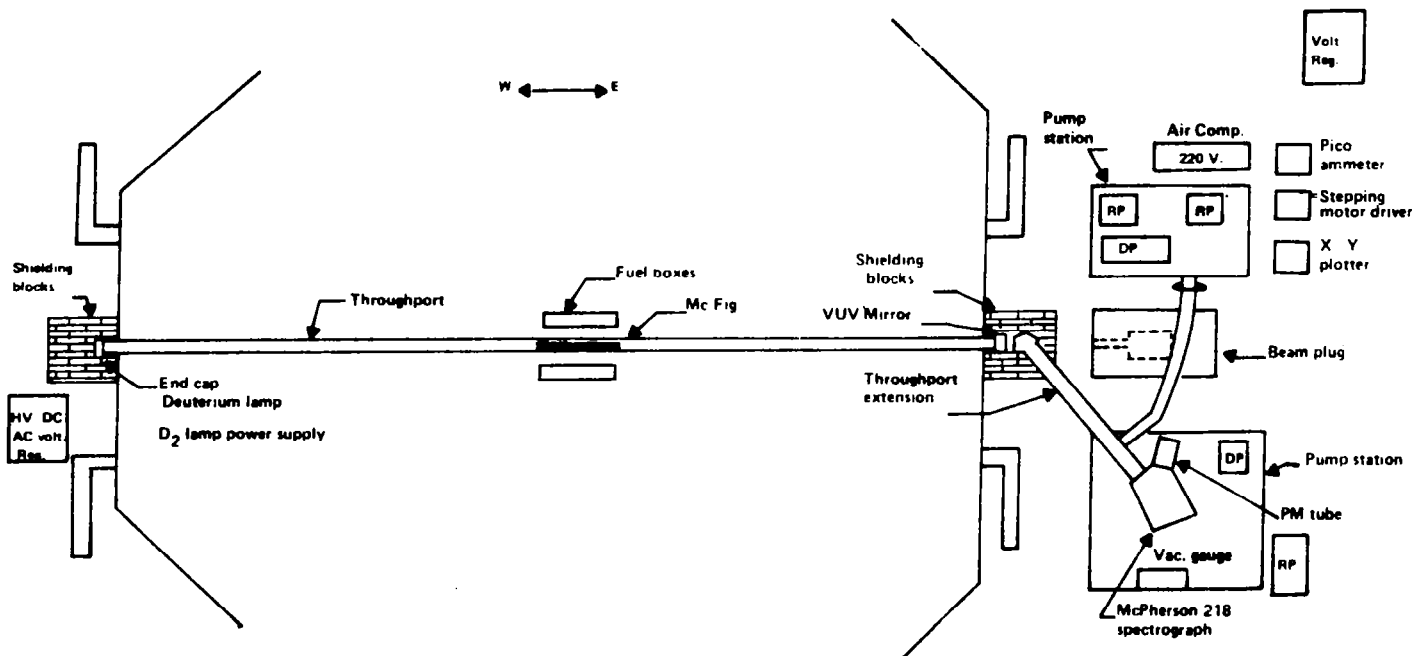 Volt
Reg.
W E
Pump
station
Air Comp.
220 V.
Pico
ammeter
Stepping
motor driver
RP
RP
DP
X Y
plotter
Shielding
blocks
Throughport
Fuel boxes
Mc Fig
Shielding
blocks
VUV Mirror
Beam plug
End cap
Deuterium lamp
D2 lamp power supply
HV DC
AC volt.
Reg.
Throughport
extension
DP
Pump station
PM tube
Vac. gauge
RP
McPherson 218
spectrograph